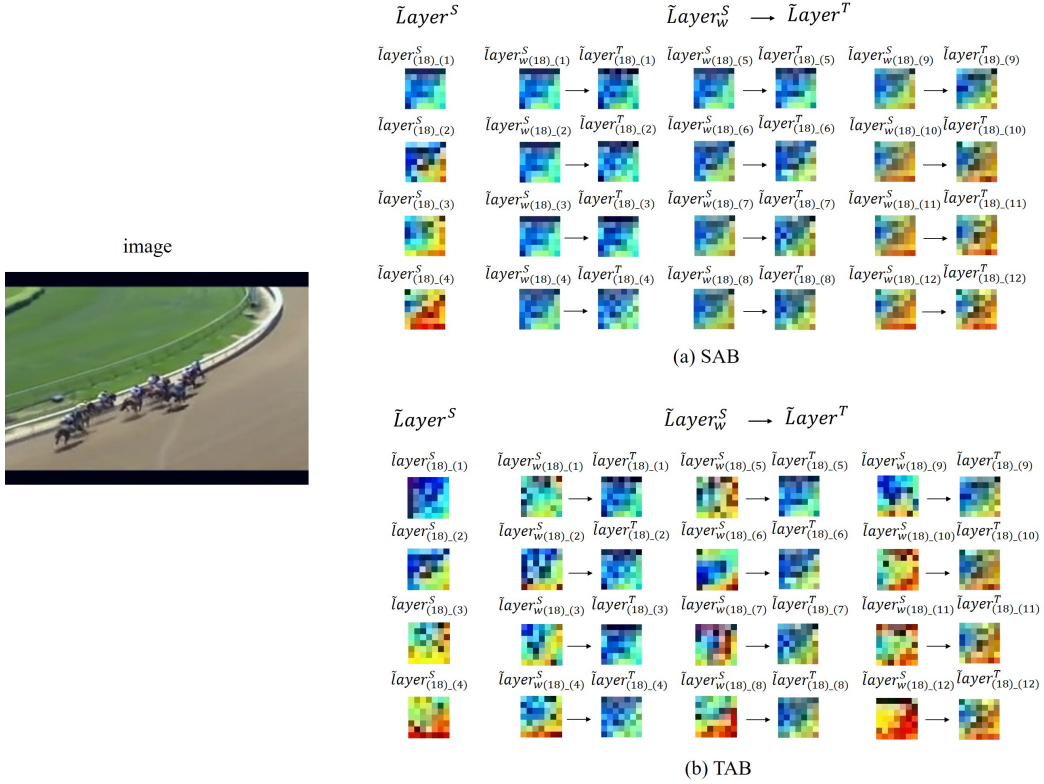 L̃ayer^S L̃ayer_w^S → L̃ayer^T
l̃ayer^S_(18)_(1) l̃ayer^S_w(18)_(1) l̃ayer^T_(18)_(1) l̃ayer^S_w(18)_(5) l̃ayer^T_(18)_(5) l̃ayer^S_w(18)_(9) l̃ayer^T_(18)_(9)
l̃ayer^S_(18)_(2) l̃ayer^S_w(18)_(2) l̃ayer^T_(18)_(2) l̃ayer^S_w(18)_(6) l̃ayer^T_(18)_(6) l̃ayer^S_w(18)_(10) l̃ayer^T_(18)_(10)
l̃ayer^S_(18)_(3) l̃ayer^S_w(18)_(3) l̃ayer^T_(18)_(3) l̃ayer^S_w(18)_(7) l̃ayer^T_(18)_(7) l̃ayer^S_w(18)_(11) l̃ayer^T_(18)_(11)
image
l̃ayer^S_(18)_(4) l̃ayer^S_w(18)_(4) l̃ayer^T_(18)_(4) l̃ayer^S_w(18)_(8) l̃ayer^T_(18)_(8) l̃ayer^S_w(18)_(12) l̃ayer^T_(18)_(12)
(a) SAB
L̃ayer^S L̃ayer_w^S → L̃ayer^T
l̃ayer^S_(18)_(1) l̃ayer^S_w(18)_(1) l̃ayer^T_(18)_(1) l̃ayer^S_w(18)_(5) l̃ayer^T_(18)_(5) l̃ayer^S_w(18)_(9) l̃ayer^T_(18)_(9)
l̃ayer^S_(18)_(2) l̃ayer^S_w(18)_(2) l̃ayer^T_(18)_(2) l̃ayer^S_w(18)_(6) l̃ayer^T_(18)_(6) l̃ayer^S_w(18)_(10) l̃ayer^T_(18)_(10)
l̃ayer^S_(18)_(3) l̃ayer^S_w(18)_(3) l̃ayer^T_(18)_(3) l̃ayer^S_w(18)_(7) l̃ayer^T_(18)_(7) l̃ayer^S_w(18)_(11) l̃ayer^T_(18)_(11)
l̃ayer^S_(18)_(4) l̃ayer^S_w(18)_(4) l̃ayer^T_(18)_(4) l̃ayer^S_w(18)_(8) l̃ayer^T_(18)_(8) l̃ayer^S_w(18)_(12) l̃ayer^T_(18)_(12)
(b) TAB